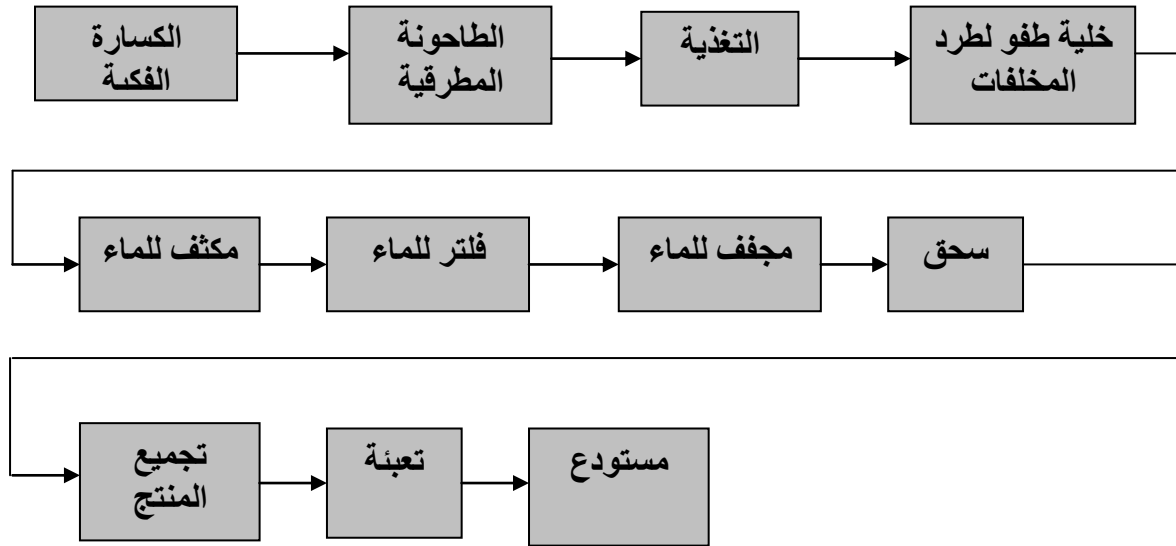 الكسارة
الفكية
الطاحونة
المطرقية
التغذية
خلية طفو لطرد
المخلفات
مكثف للماء
فلتر للماء
مجفف للماء
سحق
تجميع
المنتج
تعبئة
مستودع